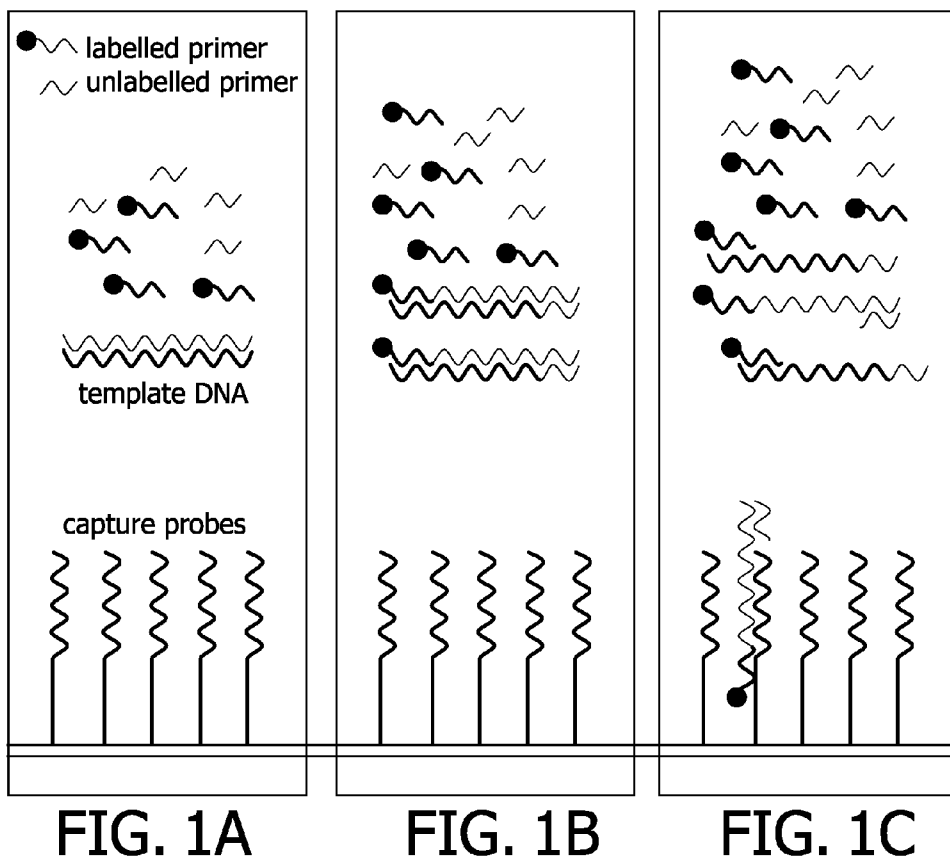 labelled primer
unlabelled primer
template DNA
capture probes
FIG. 1A
FIG. 1B
FIG. 1C